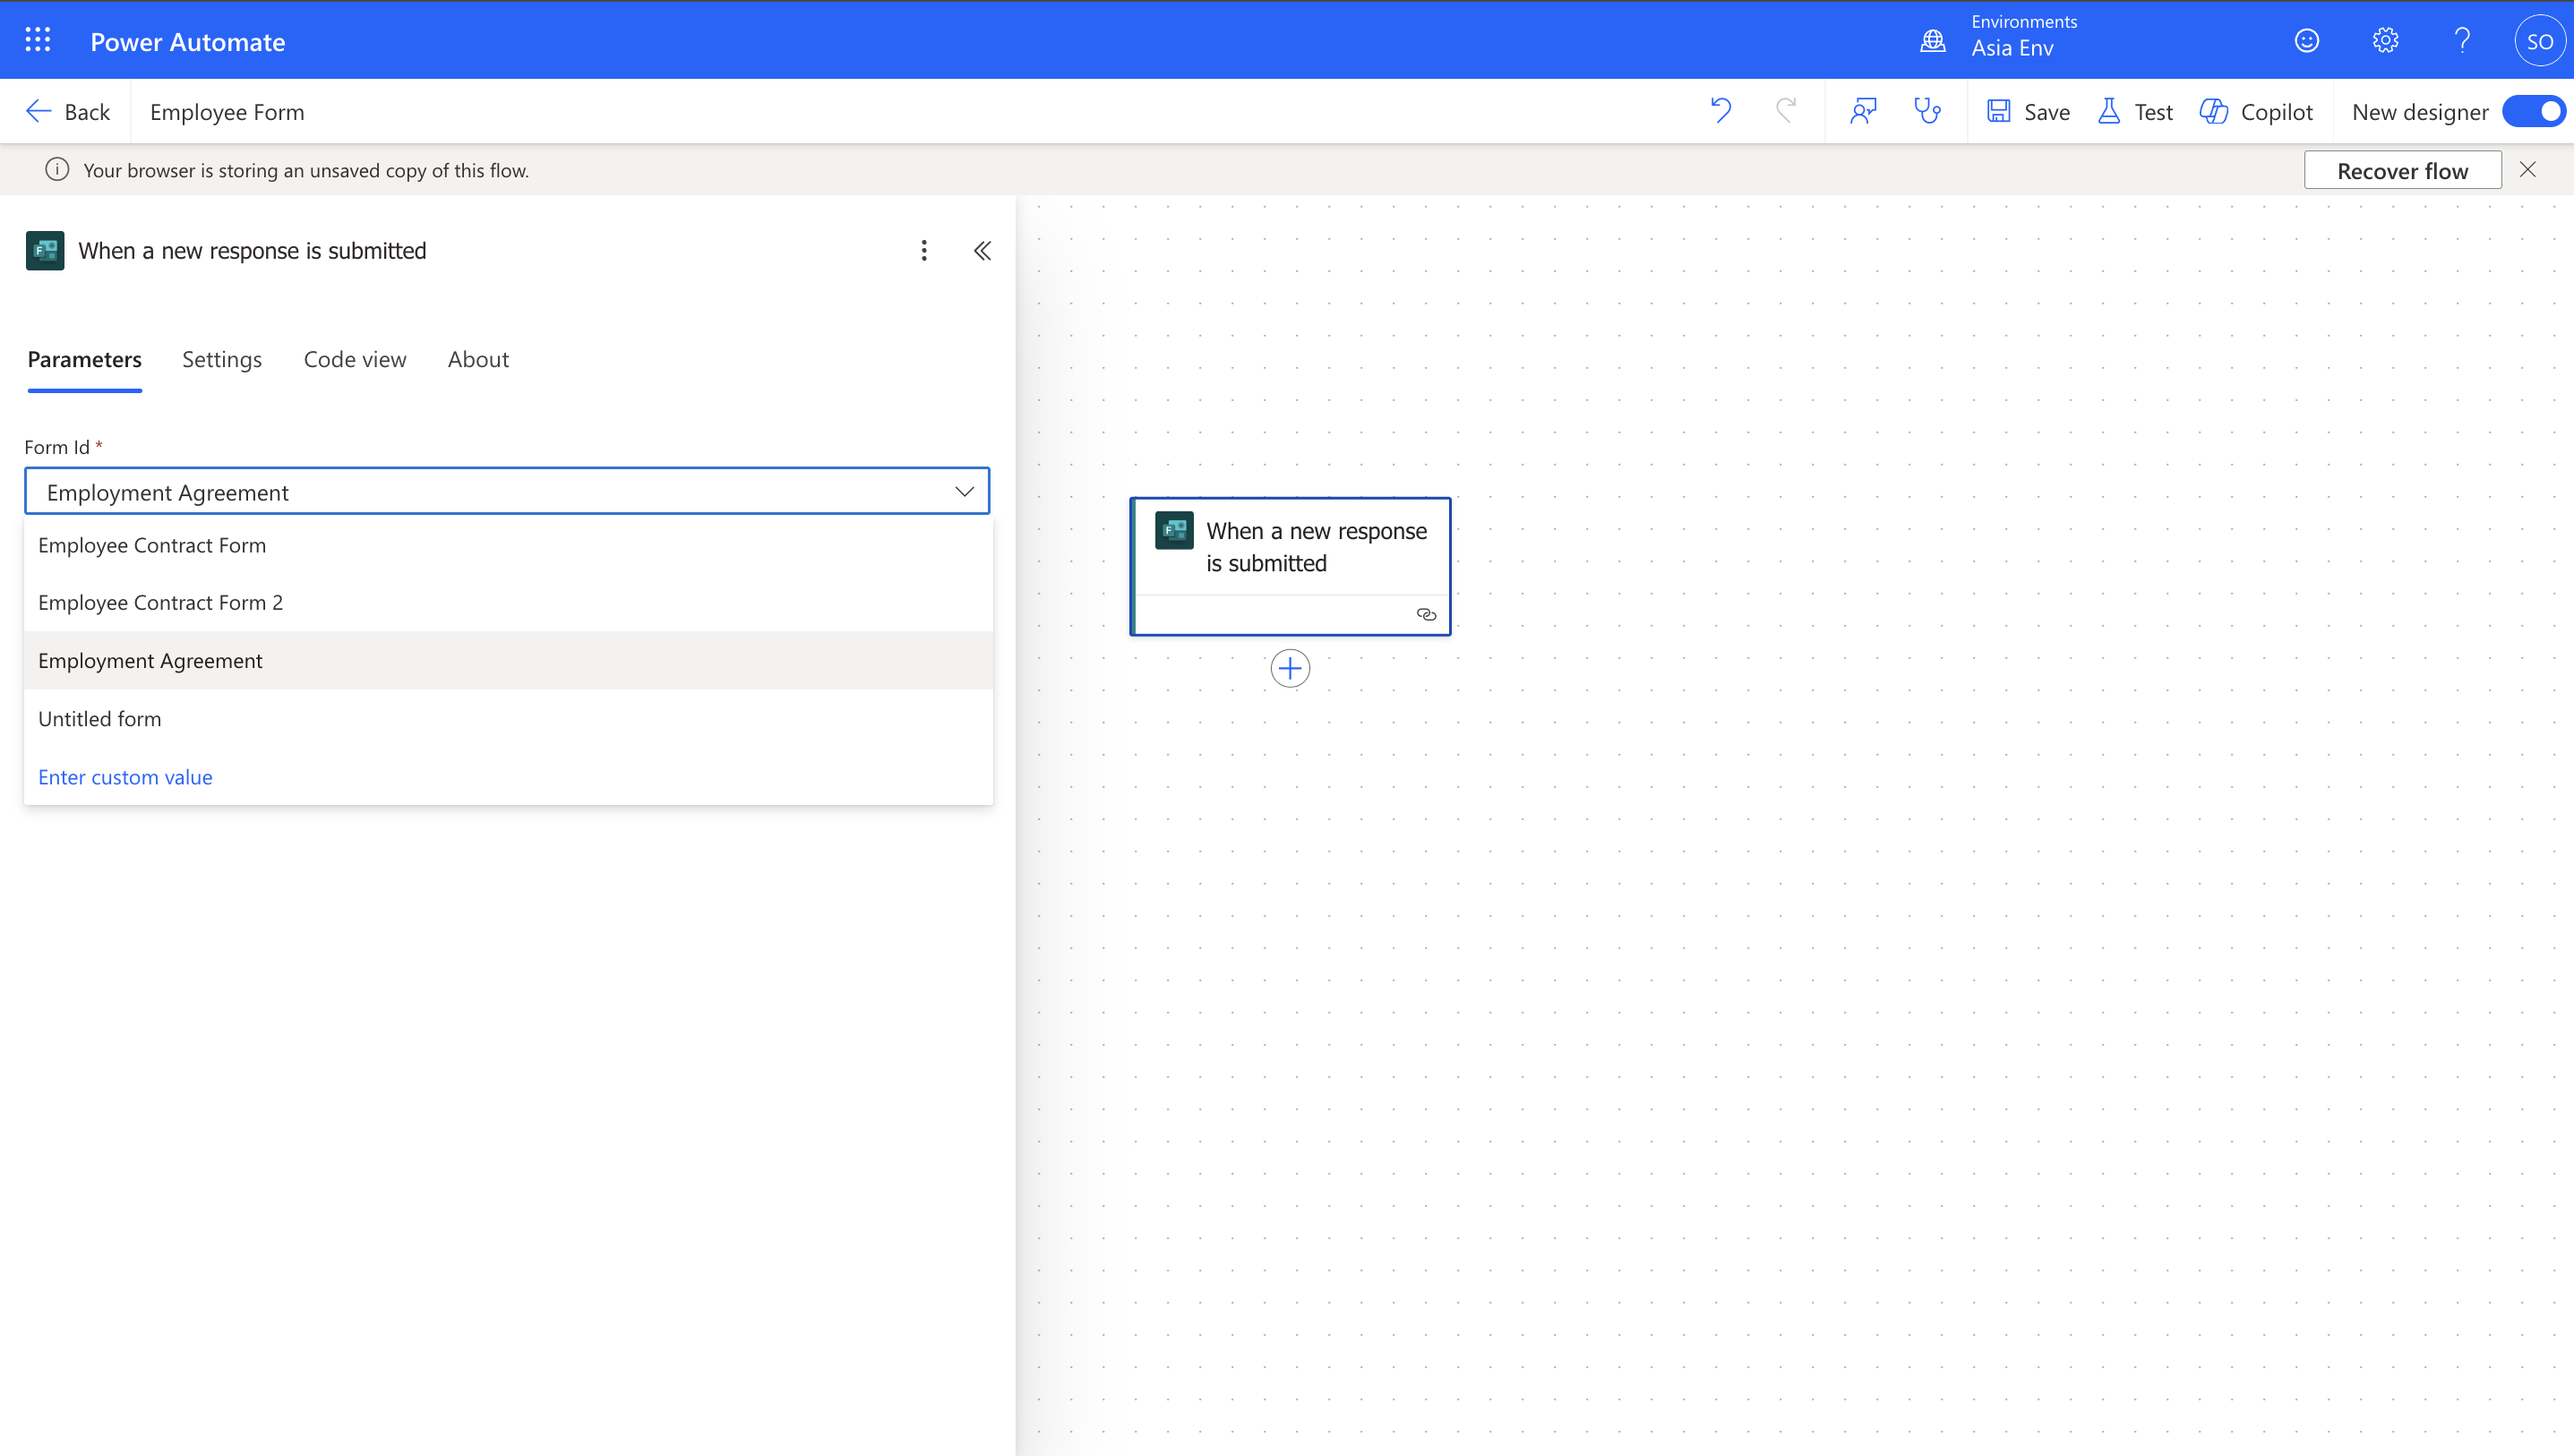 Power Automate
Environments
Asia Env
SO
Back
Employee Form
Save
Test
Copilot
New designer
Your browser is storing an unsaved copy of this flow.
Recover flow
When a new response is submitted
Parameters
Settings
Code view
About
Form Id *
Employment Agreement
Employee Contract Form
Employee Contract Form 2
Employment Agreement
Untitled form
Enter custom value
When a new response
is submitted